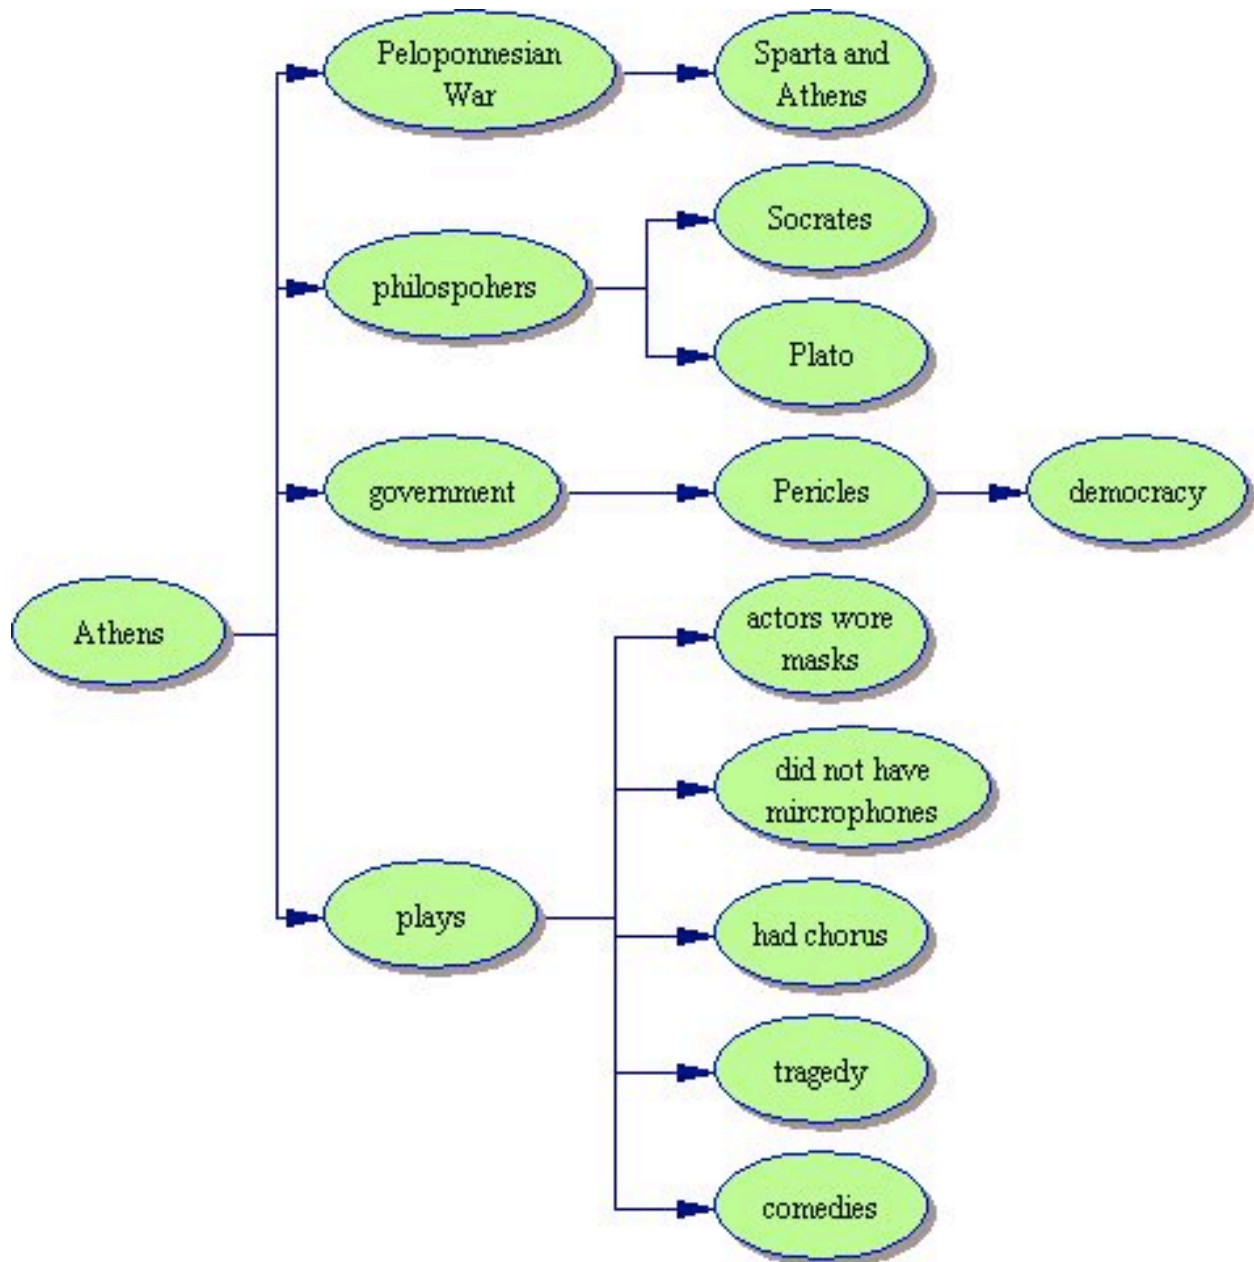 Peloponnesian
War
Sparta and
Athens
Socrates
philospohers
Plato
government
Pericles
democracy
Athens
actors wore
masks
did not have
mircrophones
plays
had chorus
tragedy
comedies